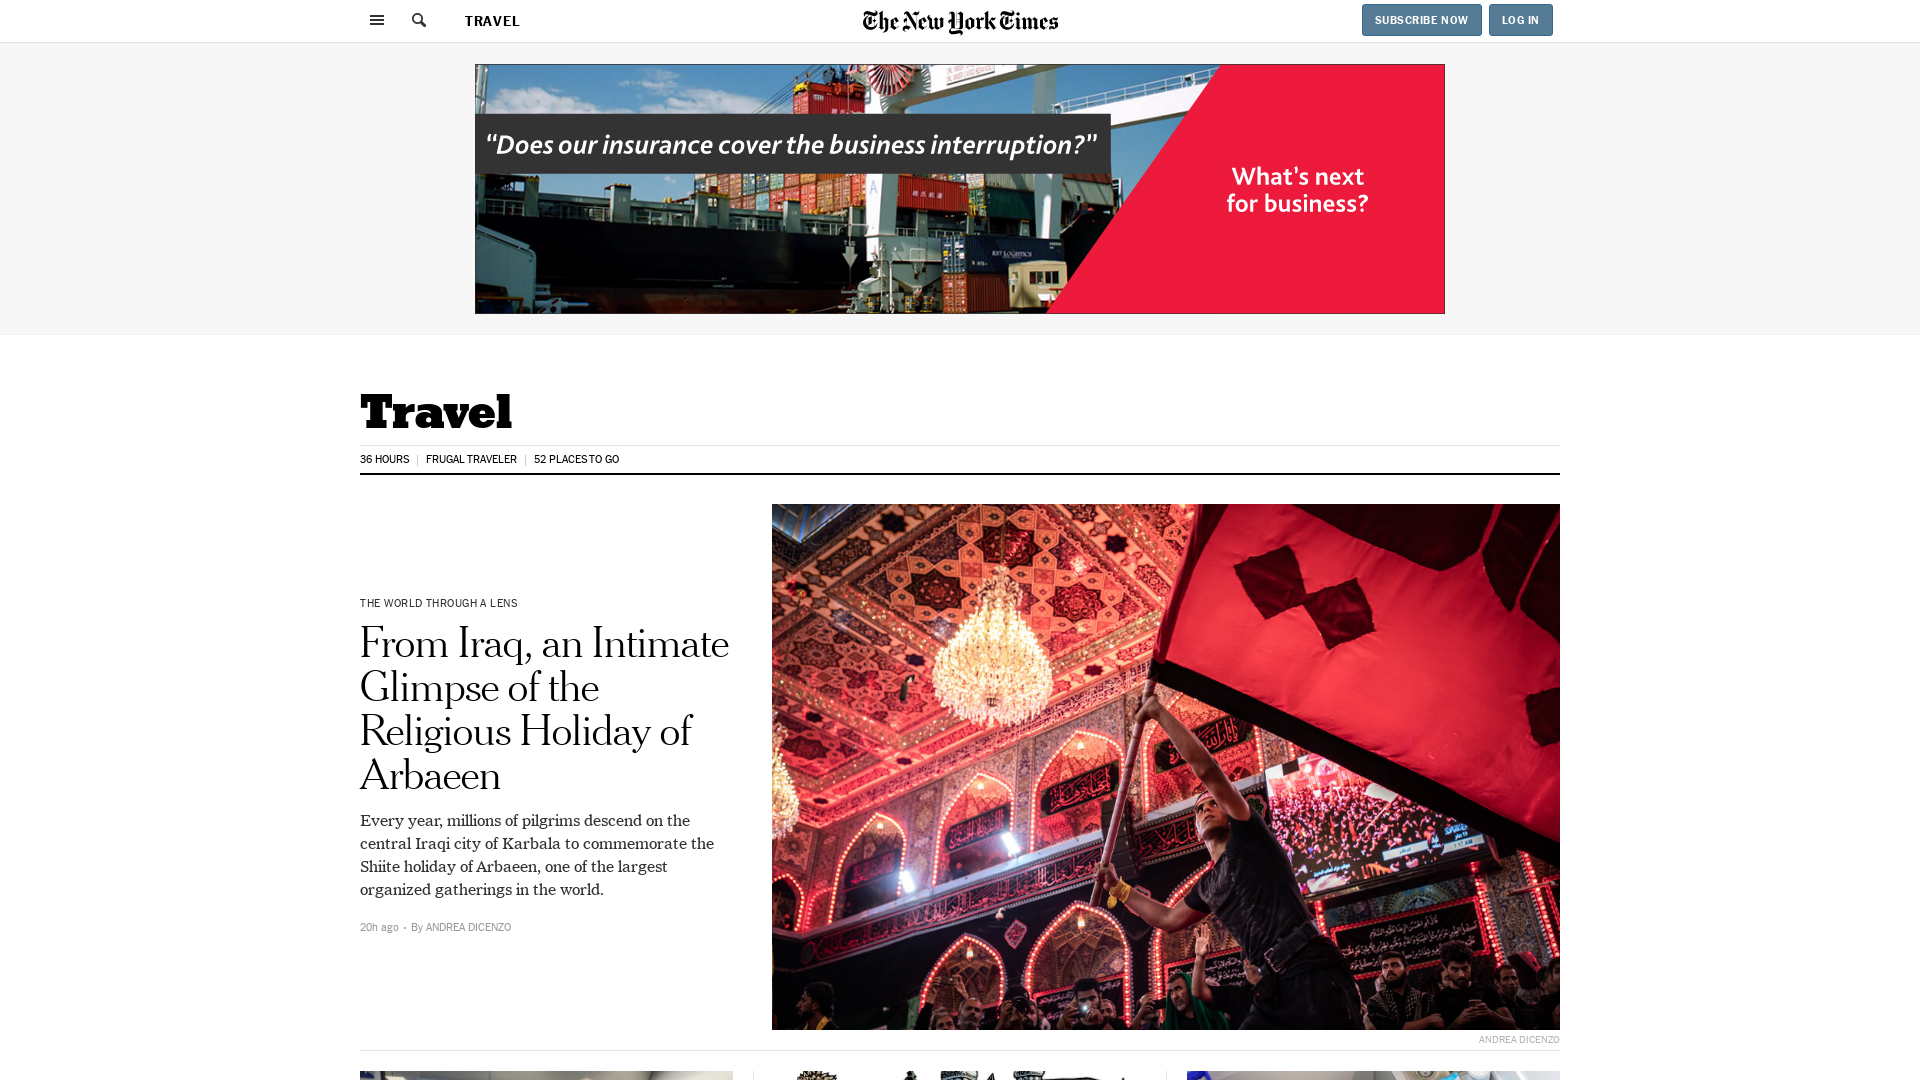 TRAVEL
The New York Times
SUBSCRIBE NOW
LOG IN
“Does our insurance cover the business interruption?”
What’s next
for business?
Travel
36 HOURS
FRUGAL TRAVELER
52 PLACES TO GO
THE WORLD THROUGH A LENS
From Iraq, an Intimate
Glimpse of the
Religious Holiday of
Arbaeen
Every year, millions of pilgrims descend on the
central Iraqi city of Karbala to commemorate the
Shiite holiday of Arbaeen, one of the largest
organized gatherings in the world.
20h ago · By ANDREA DICENZO
ANDREA DICENZO